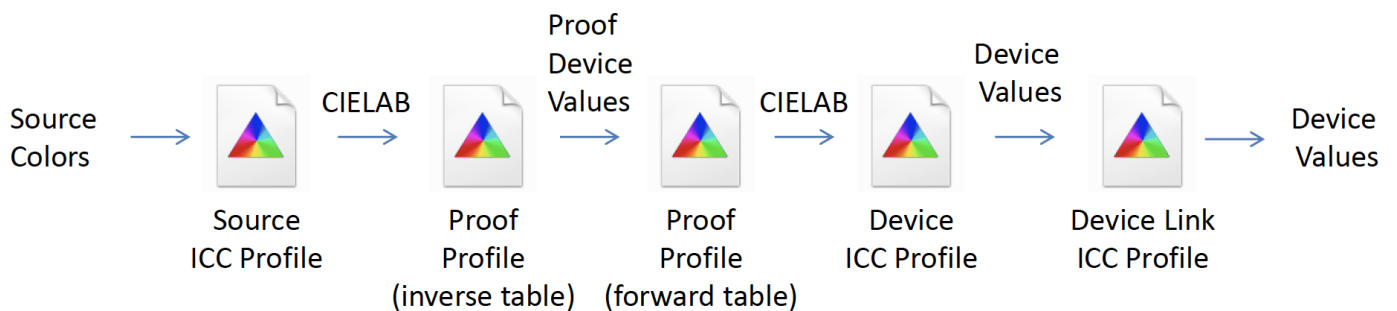 Source
Colors
CIELAB
Proof
Device
Values
CIELAB
Device
Values
Device
Values
Source
ICC Profile
Proof
Profile
(inverse table)
Proof
Profile
(forward table)
Device
ICC Profile
Device Link
ICC Profile